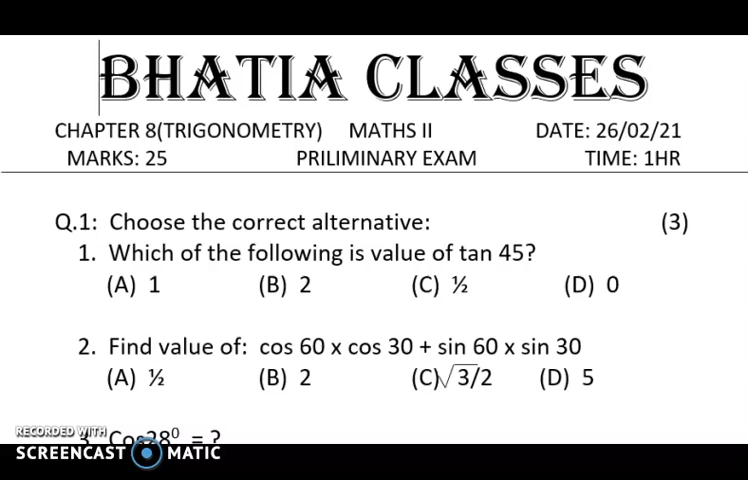 BHATIA CLASSES
CHAPTER 8(TRIGONOMETRY) MATHS II DATE: 26/02/21
MARKS: 25 PRILIMINARY EXAM TIME: 1HR
Q.1: Choose the correct alternative: (3)
1. Which of the following is value of tan 45?
(A) 1 (B) 2 (C) ½ (D) 0
2. Find value of: cos 60 x cos 30 + sin 60 x sin 30
(A) ½ (B) 2 (C)√3/2 (D) 5
3. Cos28⁰ = ?
RECORDED WITH
SCREENCAST MATIC